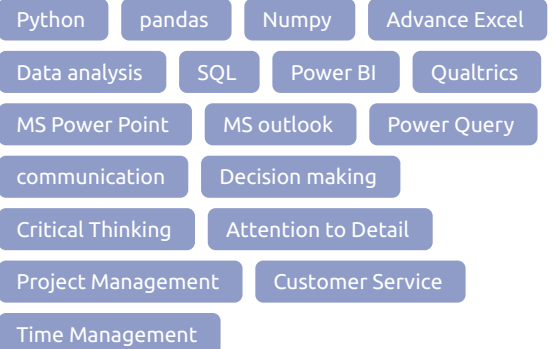 Python pandas Numpy Advance Excel
Data analysis SQL Power BI Qualtrics
MS Power Point MS outlook Power Query
communication Decision making
Critical Thinking Attention to Detail
Project Management Customer Service
Time Management